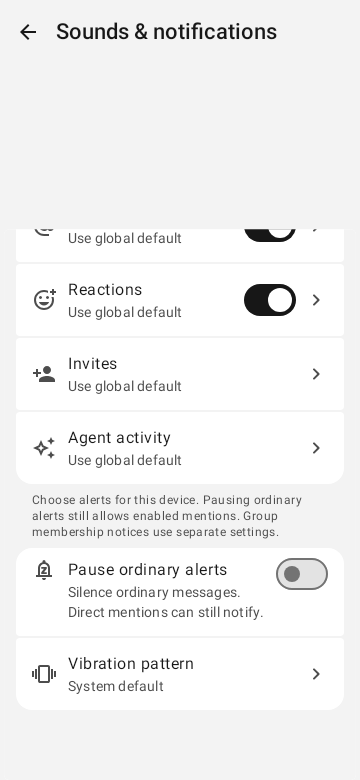 Sounds & notifications
Use global default
Reactions
Use global default
Invites
Use global default
Agent activity
Use global default
Choose alerts for this device. Pausing ordinary
alerts still allows enabled mentions. Group
membership notices use separate settings.
Pause ordinary alerts
Silence ordinary messages.
Direct mentions can still notify.
Vibration pattern
System default